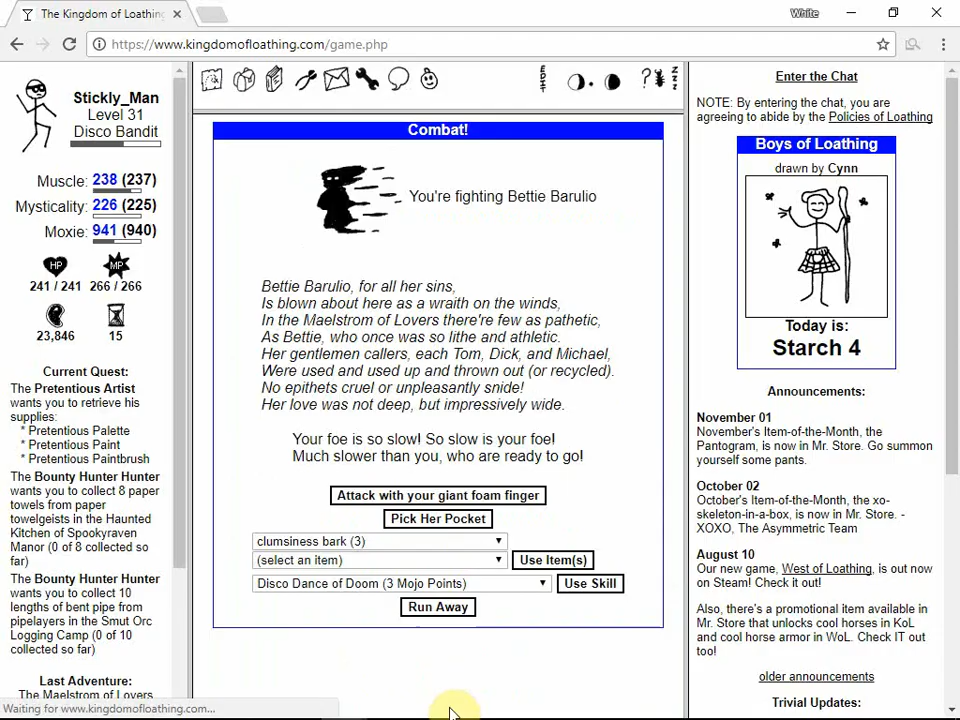 The Kingdom of Loathin
White
https://www.kingdomofloathing.com/game.php
Stickly_Man
Level 31
Disco Bandit
Muscle: 238 (237)
Mysticality: 226 (225)
Moxie: 941 (940)
HP
MP
241 / 241 266 / 266
23,846 15
Current Quest:
The Pretentious Artist
wants you to retrieve his
supplies:
* Pretentious Palette
* Pretentious Paint
* Pretentious Paintbrush
The Bounty Hunter Hunter
wants you to collect 8 paper
towels from paper
towelgeists in the Haunted
Kitchen of Spookyraven
Manor (0 of 8 collected so
far)
The Bounty Hunter Hunter
wants you to collect 10
lengths of bent pipe from
pipelayers in the Smut Orc
Logging Camp (0 of 10
collected so far)
Last Adventure:
The Maelstrom of Lovers
Waiting for www.kingdomofloathing.com...
EDIT
Combat!
You're fighting Bettie Barulio
Bettie Barulio, for all her sins,
Is blown about here as a wraith on the winds,
In the Maelstrom of Lovers there're few as pathetic,
As Bettie, who once was so lithe and athletic.
Her gentlemen callers, each Tom, Dick, and Michael,
Were used and used up and thrown out (or recycled).
No epithets cruel or unpleasantly snide!
Her love was not deep, but impressively wide.
Your foe is so slow! So slow is your foe!
Much slower than you, who are ready to go!
Attack with your giant foam finger
Pick Her Pocket
clumsiness bark (3)
(select an item) Use Item(s)
Disco Dance of Doom (3 Mojo Points) Use Skill
Run Away
Enter the Chat
NOTE: By entering the chat, you are
agreeing to abide by the Policies of Loathing
Boys of Loathing
drawn by Cynn
Today is:
Starch 4
Announcements:
November 01
November's Item-of-the-Month, the
Pantogram, is now in Mr. Store. Go summon
yourself some pants.
October 02
October's Item-of-the-Month, the xo-
skeleton-in-a-box, is now in Mr. Store. -
XOXO, The Asymmetric Team
August 10
Our new game, West of Loathing, is out now
on Steam! Check it out!
Also, there's a promotional item available in
Mr. Store that unlocks cool horses in KoL
and cool horse armor in WoL. Check IT out
too!
older announcements
Trivial Updates: